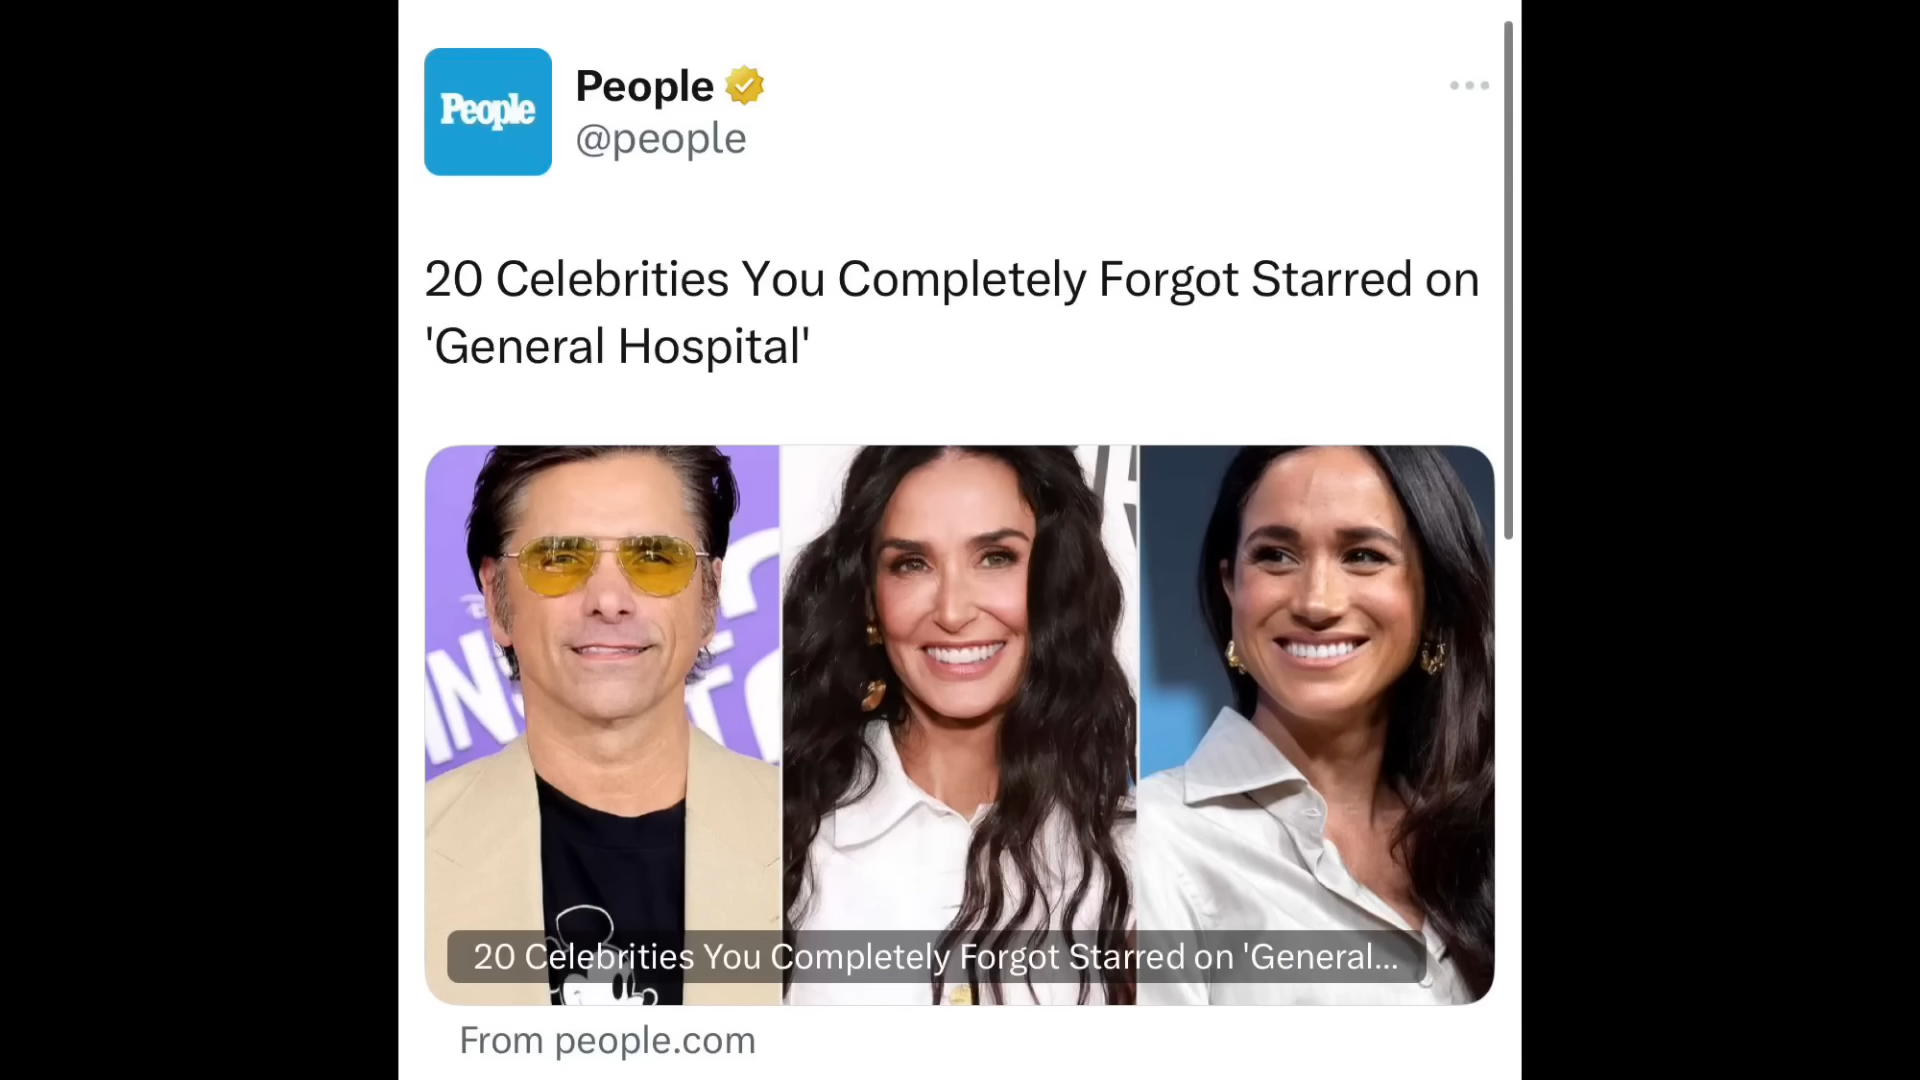 People
People
@people
20 Celebrities You Completely Forgot Starred on
'General Hospital'
20 Celebrities You Completely Forgot Starred on 'General...
From people.com